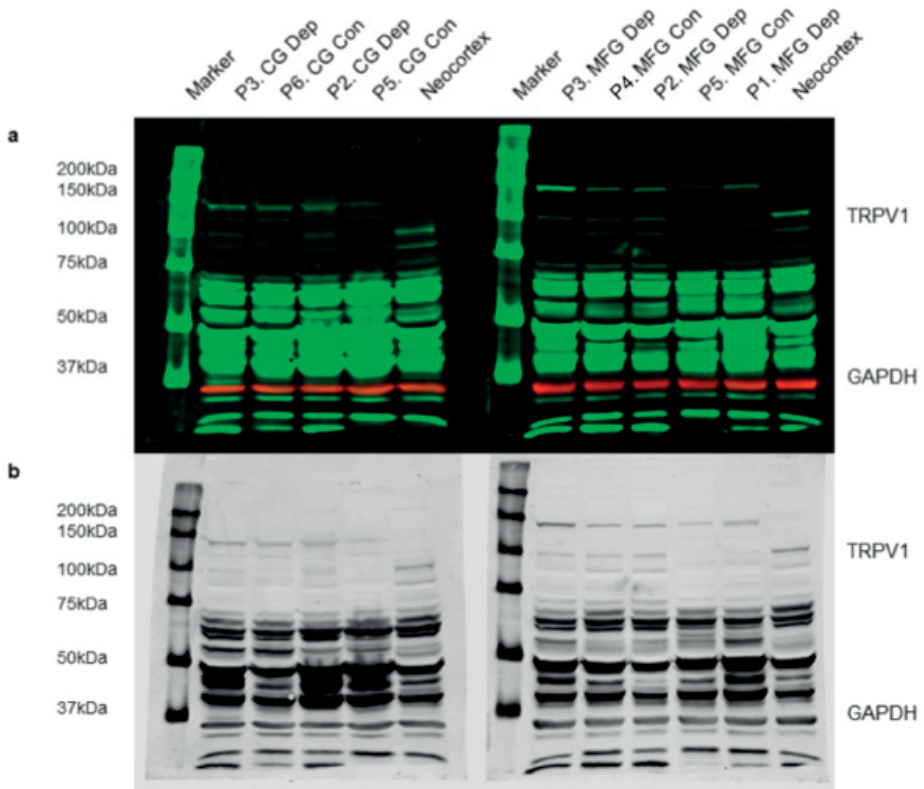 Marker
P3. CG Dep
P6. CG Con
P2. CG Dep
P5. CG Con
Neocortex
Marker
P3. MFG Dep
P4. MFG Con
P2. MFG Dep
P5. MFG Con
P1. MFG Dep
Neocortex
a
200kDa
150kDa
100kDa
75kDa
50kDa
37kDa
TRPV1
GAPDH
b
200kDa
150kDa
100kDa
75kDa
50kDa
37kDa
TRPV1
GAPDH